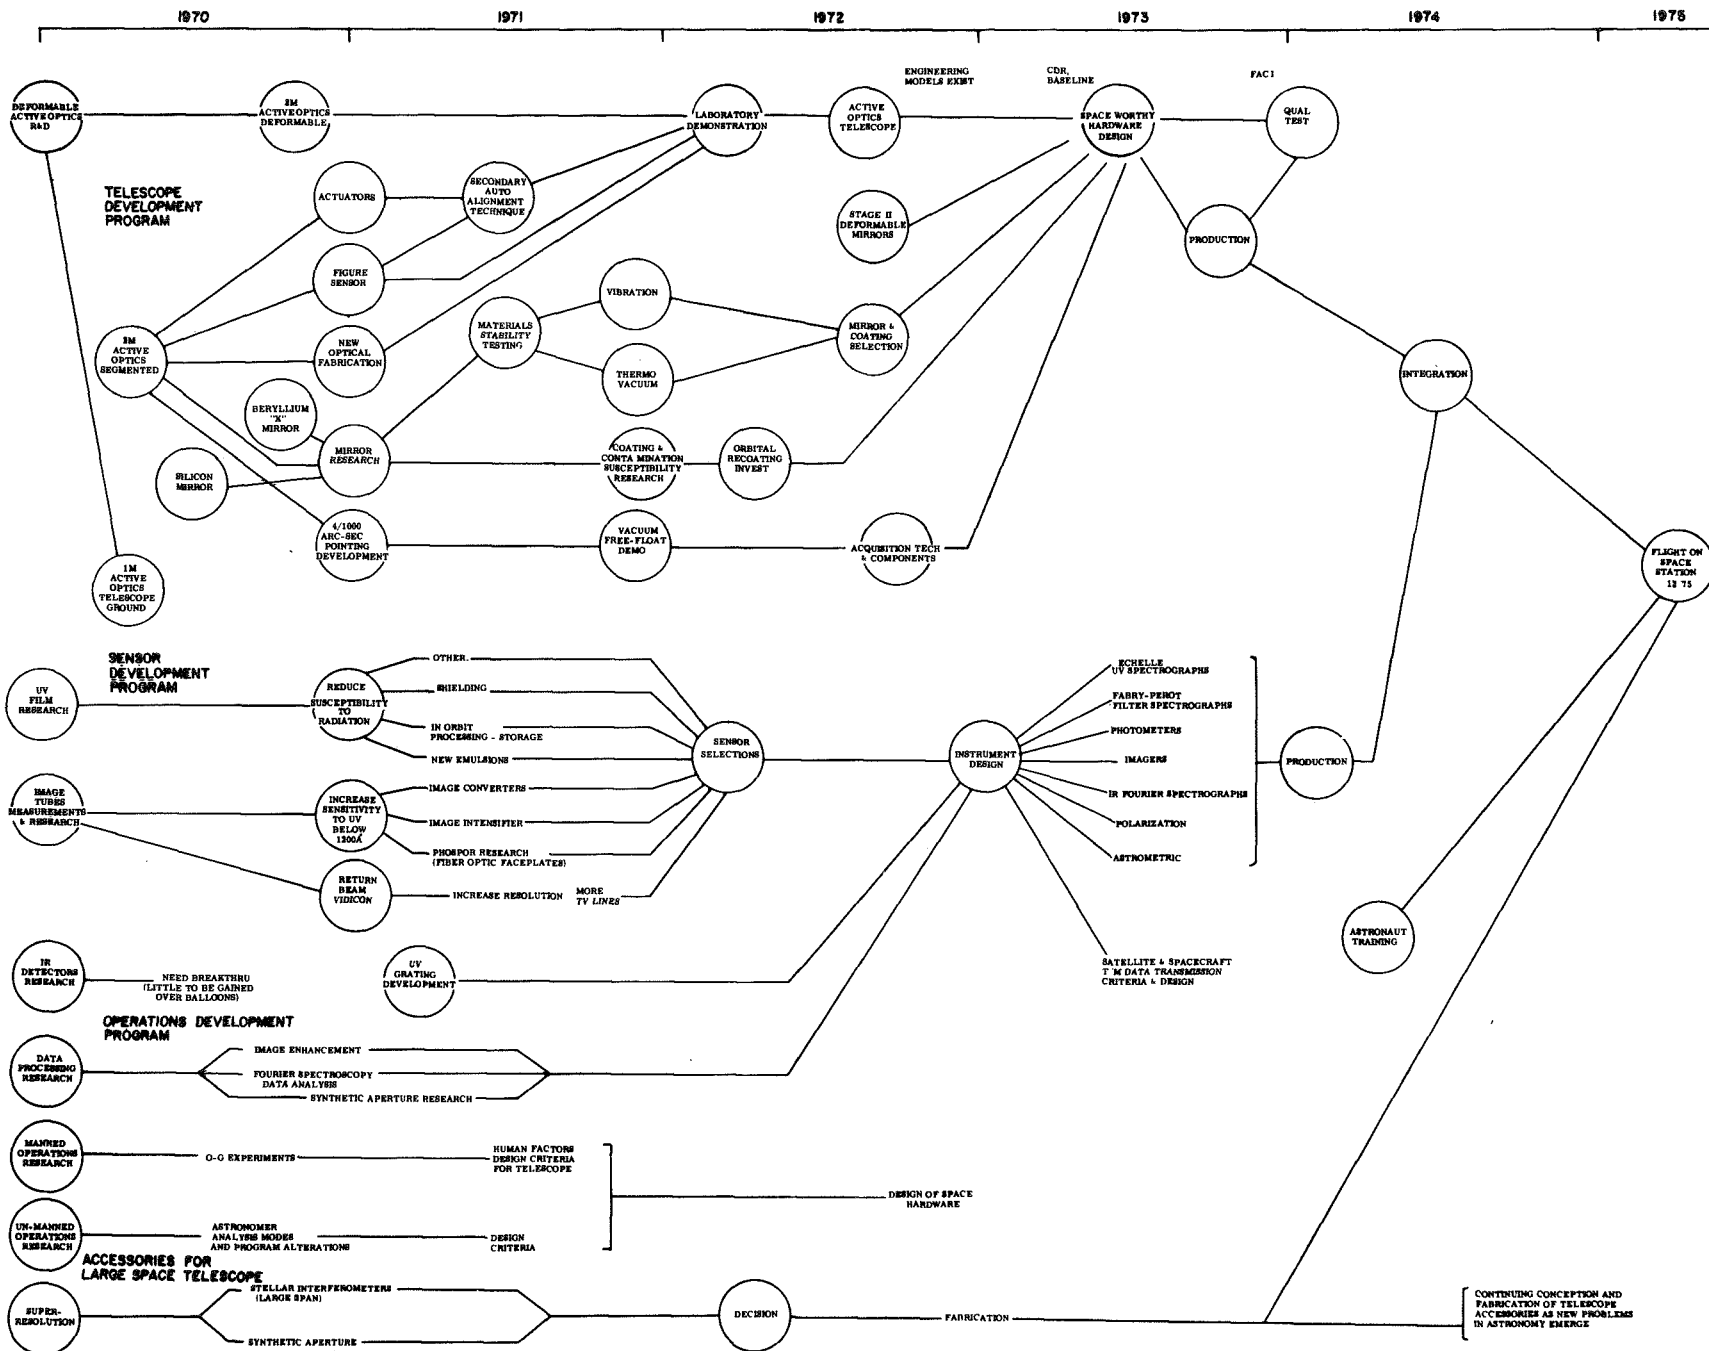 1970
1971
1972
1973
1974
1975
DEFORMABLE
ACTIVE OPTICS
R&D
ACTIVE OPTICS
DEFORMABLE
LABORATORY
DEMONSTRATION
ACTIVE
OPTICS
TELESCOPE
ENGINEERING
MODELS EXIST
CDR,
BASELINE
SPACE WORTHY
HARDWARE
DESIGN
FACI
QUAL
TEST
TELESCOPE
DEVELOPMENT
PROGRAM
ACTUATORS
SECONDARY
AUTO
ALIGNMENT
TECHNIQUE
STAGE II
DEFORMABLE
MIRRORS
PRODUCTION
FIGURE
SENSOR
VIBRATION
MATERIALS
STABILITY
TESTING
MIRROR &
COATING
SELECTION
ACTIVE
OPTICS
SEGMENTED
NEW
OPTICAL
FABRICATION
THERMO
VACUUM
INTEGRATION
BERYLLIUM
"X"
MIRROR
MIRROR
RESEARCH
COATING &
CONTAMINATION
SUSCEPTIBILITY
RESEARCH
ORBITAL
RECOATING
INVEST
SILICON
MIRROR
4/1000
ARC-SEC
POINTING
DEVELOPMENT
VACUUM
FREE-FLOAT
DEMO
ACQUISITION TECH
& COMPONENTS
FLIGHT ON
SPACE
STATION
12 75
1M
ACTIVE
OPTICS
TELESCOPE
GROUND
SENSOR
DEVELOPMENT
PROGRAM
UV
FILM
RESEARCH
REDUCE
SUSCEPTIBILITY
TO
RADIATION
OTHER
SHIELDING
IN ORBIT
PROCESSING - STORAGE
NEW EMULSIONS
SENSOR
SELECTIONS
INSTRUMENT
DESIGN
ECHELLE
UV SPECTROGRAPHS
FABRY-PEROT
FILTER SPECTROGRAPHS
PHOTOMETERS
IMAGERS
IR FOURIER SPECTROGRAPHS
POLARIZATION
ASTROMETRIC
PRODUCTION
IMAGE
TUBES
MEASUREMENTS
& RESEARCH
INCREASE
SENSITIVITY
TO UV
BELOW
1200Å
IMAGE CONVERTERS
IMAGE INTENSIFIER
PHOSPOR RESEARCH
(FIBER OPTIC FACEPLATES)
RETURN
BEAM
VIDICON
INCREASE RESOLUTION
MORE
TV LINES
ASTRONAUT
TRAINING
IR
DETECTORS
RESEARCH
NEED BREAKTHRU
(LITTLE TO BE GAINED
OVER BALLOONS)
UV
GRATING
DEVELOPMENT
SATELLITE & SPACECRAFT
T M DATA TRANSMISSION
CRITERIA & DESIGN
OPERATIONS DEVELOPMENT
PROGRAM
DATA
PROCESSING
RESEARCH
IMAGE ENHANCEMENT
FOURIER SPECTROSCOPY
DATA ANALYSIS
SYNTHETIC APERTURE RESEARCH
MANNED
OPERATIONS
RESEARCH
O-G EXPERIMENTS
HUMAN FACTORS
DESIGN CRITERIA
FOR TELESCOPE
DESIGN OF SPACE
HARDWARE
UN-MANNED
OPERATIONS
RESEARCH
ASTRONOMER
ANALYSIS MODES
AND PROGRAM ALTERATIONS
DESIGN
CRITERIA
ACCESSORIES FOR
LARGE SPACE TELESCOPE
SUPER-
RESOLUTION
STELLAR INTERFEROMETERS
(LARGE SPAN)
SYNTHETIC APERTURE
DECISION
FABRICATION
CONTINUING CONCEPTION AND
FABRICATION OF TELESCOPE
ACCESSORIES AS NEW PROBLEMS
IN ASTRONOMY EMERGE